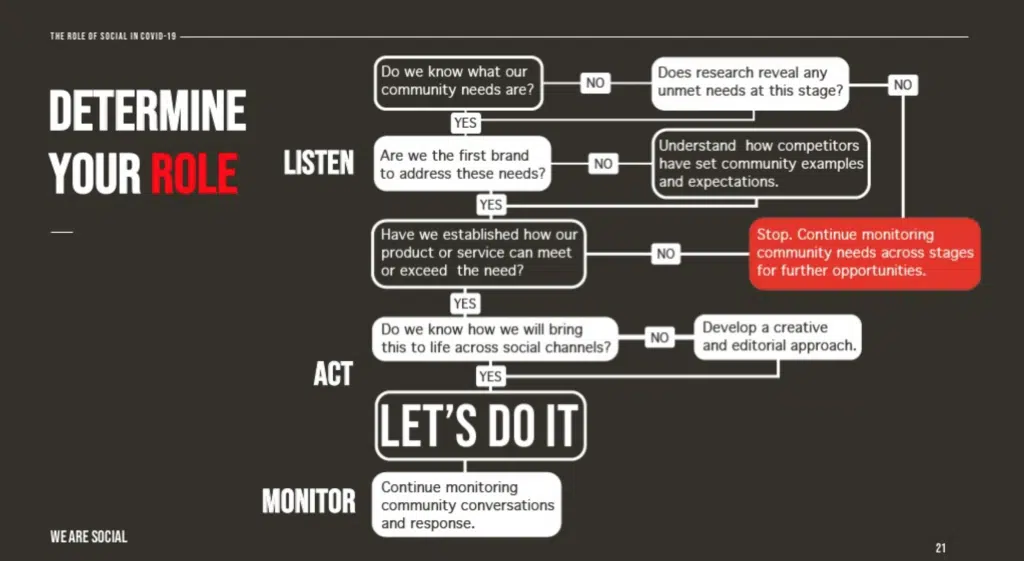 THE ROLE OF SOCIAL IN COVID-19
DETERMINE
YOUR ROLE
LISTEN
Do we know what our
community needs are?
NO
Does research reveal any
unmet needs at this stage?
NO
YES
Are we the first brand
to address these needs?
NO
Understand how competitors
have set community examples
and expectations.
YES
Have we established how our
product or service can meet
or exceed the need?
NO
Stop. Continue monitoring
community needs across stages
for further opportunities.
YES
ACT
Do we know how we will bring
this to life across social channels?
NO
Develop a creative
and editorial approach.
YES
LET'S DO IT
MONITOR
Continue monitoring
community conversations
and response.
WE ARE SOCIAL
21